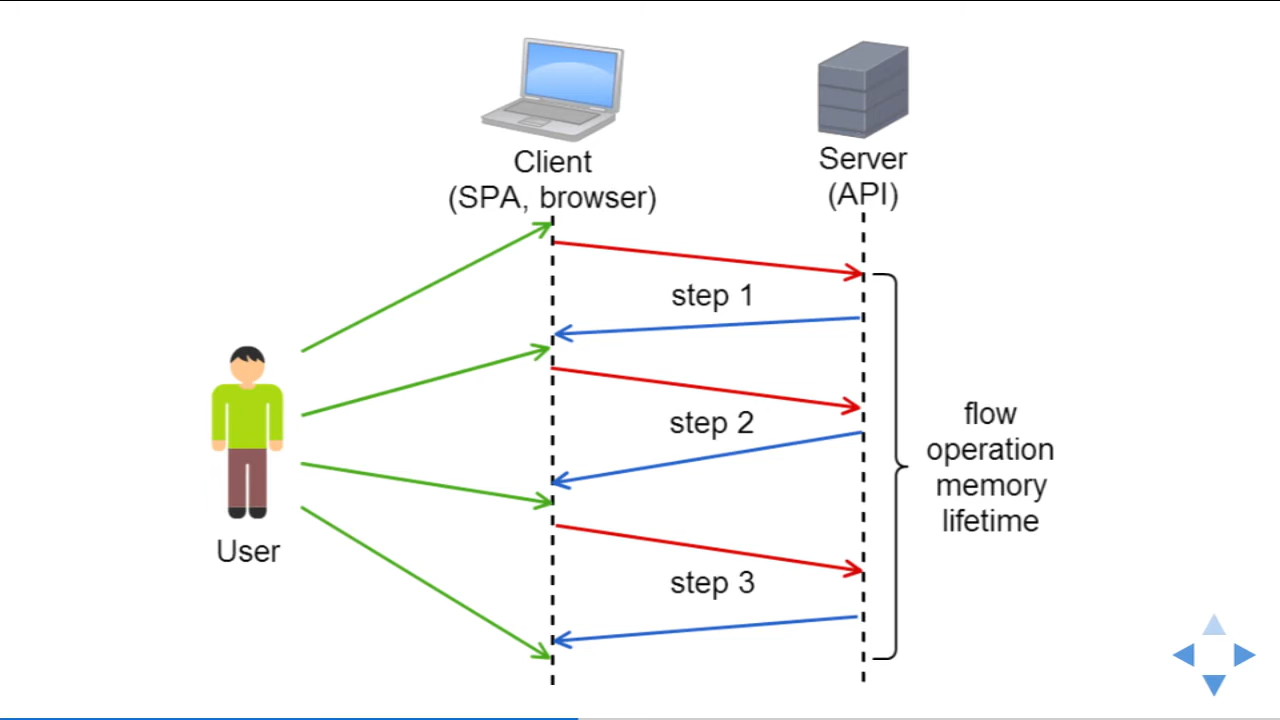 Client
(SPA, browser)
Server
(API)
step 1
step 2
step 3
flow
operation
memory
lifetime
User